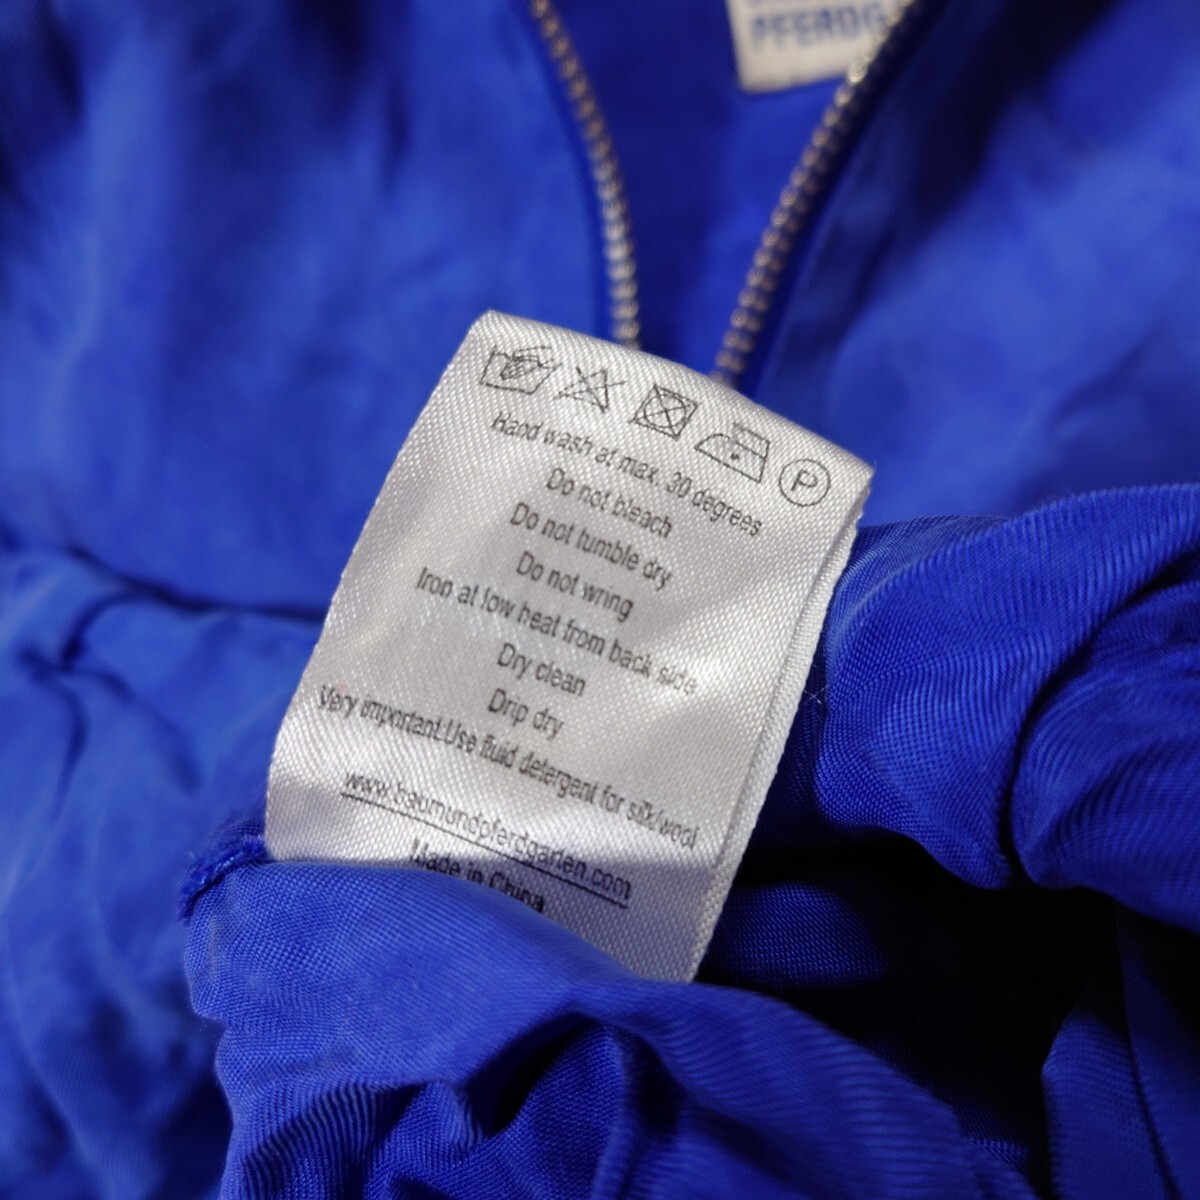 PFERDG
P
Hand wash at max. 30 degrees
Do not bleach
Do not tumble dry
Do not wring
Iron at low heat from back side
Dry clean
Drip dry
Very important:Use fluid detergent for silk/wool
www.baumundpferdgarten.com
Made in China